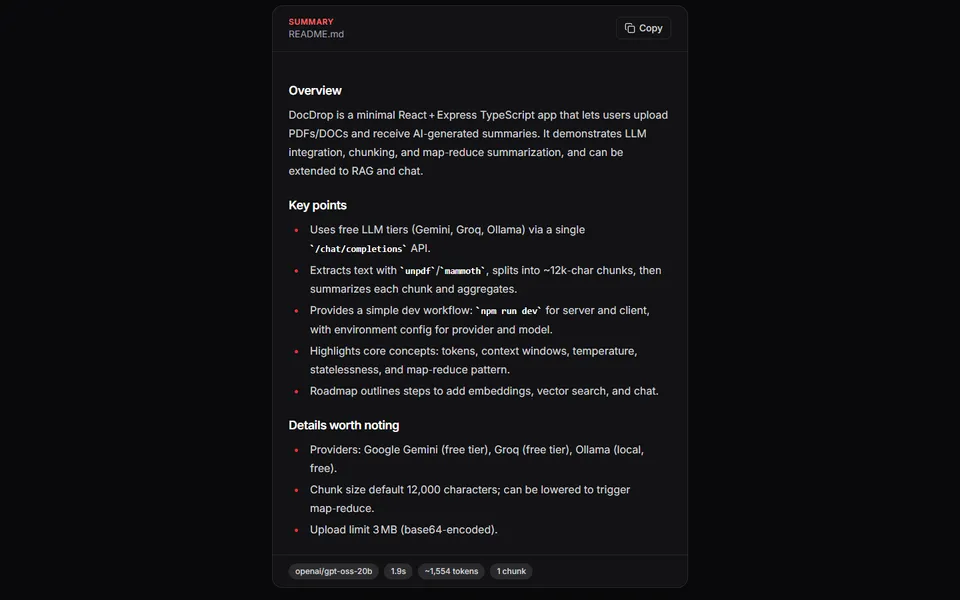 SUMMARY
README.md
Copy
Overview
DocDrop is a minimal React + Express TypeScript app that lets users upload
PDFs/DOCs and receive AI-generated summaries. It demonstrates LLM
integration, chunking, and map-reduce summarization, and can be
extended to RAG and chat.
Key points
• Uses free LLM tiers (Gemini, Groq, Ollama) via a single
`/chat/completions` API.
• Extracts text with `unpdf`/`mammoth`, splits into ~12k-char chunks, then
summarizes each chunk and aggregates.
• Provides a simple dev workflow: `npm run dev` for server and client,
with environment config for provider and model.
• Highlights core concepts: tokens, context windows, temperature,
statelessness, and map-reduce pattern.
• Roadmap outlines steps to add embeddings, vector search, and chat.
Details worth noting
• Providers: Google Gemini (free tier), Groq (free tier), Ollama (local,
free).
• Chunk size default 12,000 characters; can be lowered to trigger
map-reduce.
• Upload limit 3 MB (base64-encoded).
openai/gpt-oss-20b 1.9s ~1,554 tokens 1 chunk